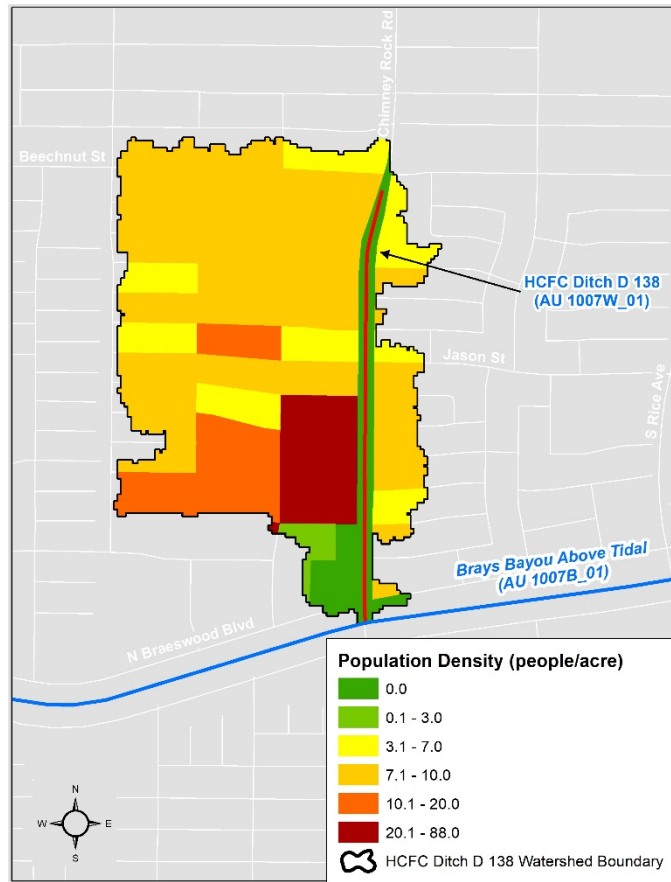 Chimney Rock Rd
Beechnut St
HCFC Ditch D 138
(AU 1007W_01)
Jason St
S Rice Ave
Brays Bayou Above Tidal
(AU 1007B_01)
N Braeswood Blvd
Population Density (people/acre)
0.0
0.1 - 3.0
3.1 - 7.0
7.1 - 10.0
10.1 - 20.0
20.1 - 88.0
HCFC Ditch D 138 Watershed Boundary
N
W E
S